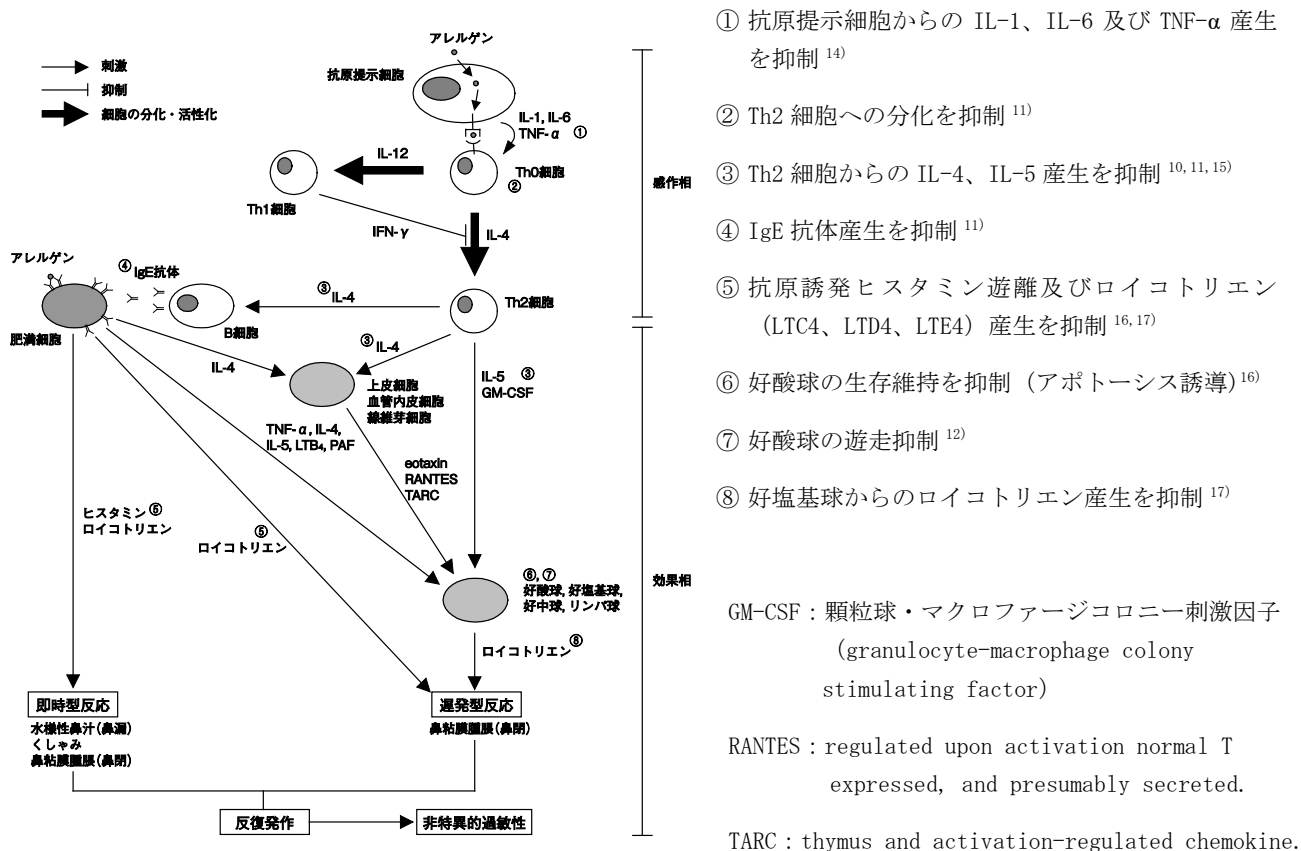 アレルゲン
刺激
抑制
細胞の分化・活性化
抗原提示細胞
IL-1, IL-6
TNF-α ①
IL-12
Th0細胞
②
Th1細胞
IFN-γ
IL-4
感作相
アレルゲン
④ IgE抗体
③ IL-4
Th2細胞
B細胞
肥満細胞
③ IL-4
IL-4
IL-5 ③
GM-CSF
上皮細胞
血管内皮細胞
線維芽細胞
TNF-α, IL-4,
IL-5, LTB₄, PAF
eotaxin
RANTES
TARC
ヒスタミン⑤
ロイコトリエン
⑤
ロイコトリエン
⑥, ⑦
好酸球, 好塩基球,
好中球, リンパ球
効果相
ロイコトリエン⑧
即時型反応
水様性鼻汁(鼻漏)
くしゃみ
鼻粘膜腫脹(鼻閉)
遅発型反応
鼻粘膜腫脹(鼻閉)
反復発作
非特異的過敏性
① 抗原提示細胞からの IL-1、IL-6 及び TNF-α 産生
を抑制 14)
② Th2 細胞への分化を抑制 11)
③ Th2 細胞からの IL-4、IL-5 産生を抑制 10, 11, 15)
④ IgE 抗体産生を抑制 11)
⑤ 抗原誘発ヒスタミン遊離及びロイコトリエン
（LTC4、LTD4、LTE4）産生を抑制 16, 17)
⑥ 好酸球の生存維持を抑制（アポトーシス誘導）16)
⑦ 好酸球の遊走抑制 12)
⑧ 好塩基球からのロイコトリエン産生を抑制 17)
GM-CSF：顆粒球・マクロファージコロニー刺激因子
(granulocyte-macrophage colony
stimulating factor)
RANTES：regulated upon activation normal T
expressed, and presumably secreted.
TARC：thymus and activation-regulated chemokine.